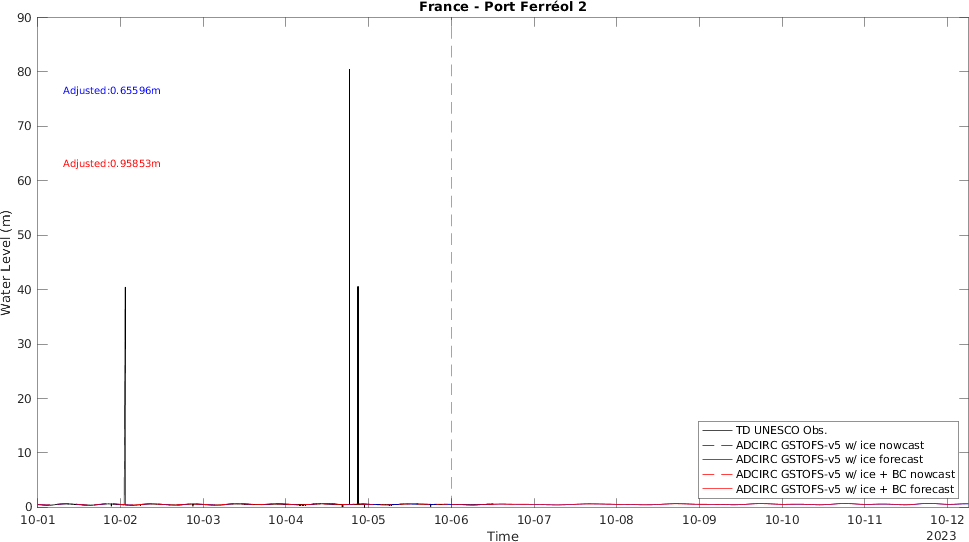 France - Port Ferréol 2
90
80
70
60
50
40
30
20
10
0
Water Level (m)
Adjusted:0.65596m
Adjusted:0.95853m
TD UNESCO Obs.
ADCIRC GSTOFS-v5 w/ ice nowcast
ADCIRC GSTOFS-v5 w/ ice forecast
ADCIRC GSTOFS-v5 w/ ice + BC nowcast
ADCIRC GSTOFS-v5 w/ ice + BC forecast
10-01 10-02 10-03 10-04 10-05 10-06 10-07 10-08 10-09 10-10 10-11 10-12
Time
2023